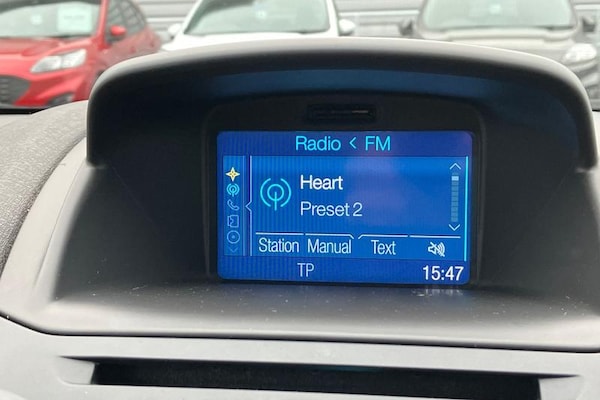 Radio < FM
Heart
Preset 2
Station Manual Text
TP 15:47